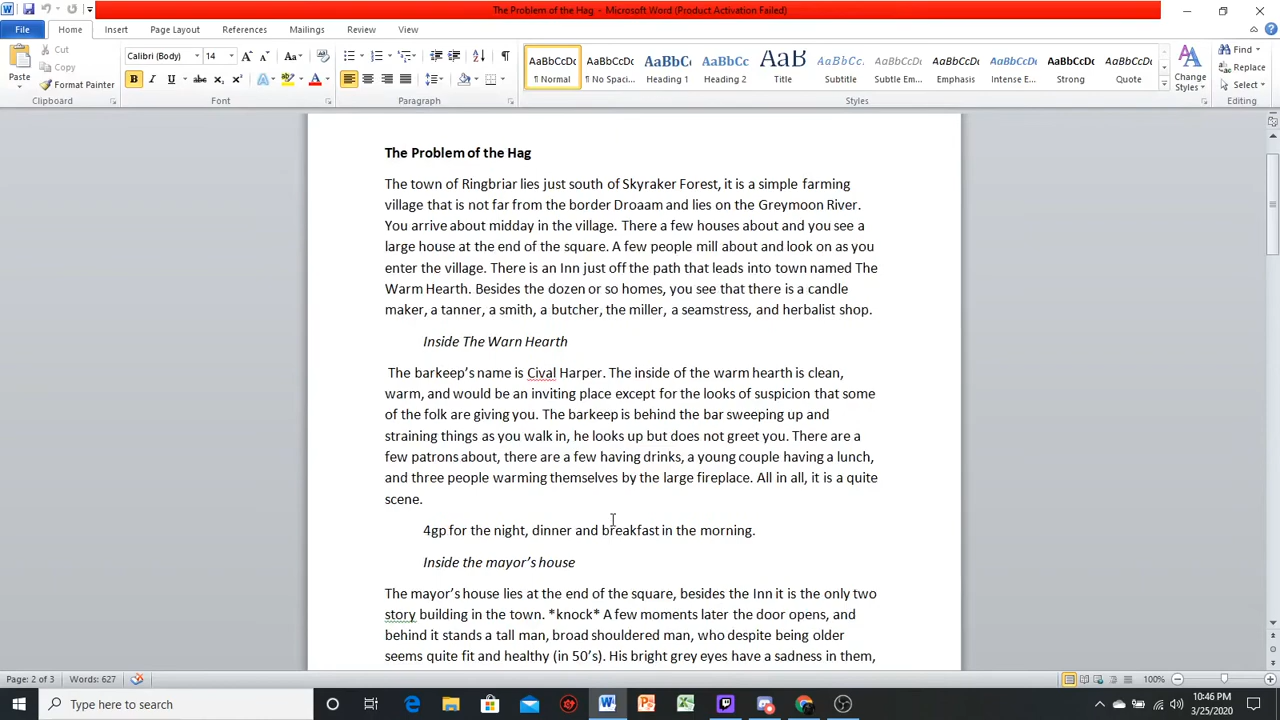 The Problem of the Hag - Microsoft Word (Product Activation Failed)
File Home Insert Page Layout References Mailings Review View
Paste
Cut
Copy
Format Painter
Clipboard
Calibri (Body) 14
Font
Paragraph
AaBbCcDc AaBbCcDc AaBbC AaBbCc AaB AaBbCc. AaBbCcDc AaBbCcDc AaBbCcDc AaBbCcDc AaBbCcDc
¶ Normal ¶ No Spaci... Heading 1 Heading 2 Title Subtitle Subtle Em... Emphasis Intense E... Strong Quote
Styles
Change Styles
Find
Replace
Select
Editing
The Problem of the Hag
The town of Ringbriar lies just south of Skyraker Forest, it is a simple farming
village that is not far from the border Droaam and lies on the Greymoon River.
You arrive about midday in the village. There a few houses about and you see a
large house at the end of the square. A few people mill about and look on as you
enter the village. There is an Inn just off the path that leads into town named The
Warm Hearth. Besides the dozen or so homes, you see that there is a candle
maker, a tanner, a smith, a butcher, the miller, a seamstress, and herbalist shop.
Inside The Warn Hearth
The barkeep's name is Cival Harper. The inside of the warm hearth is clean,
warm, and would be an inviting place except for the looks of suspicion that some
of the folk are giving you. The barkeep is behind the bar sweeping up and
straining things as you walk in, he looks up but does not greet you. There are a
few patrons about, there are a few having drinks, a young couple having a lunch,
and three people warming themselves by the large fireplace. All in all, it is a quite
scene.
4gp for the night, dinner and breakfast in the morning.
Inside the mayor's house
The mayor's house lies at the end of the square, besides the Inn it is the only two
story building in the town. *knock* A few moments later the door opens, and
behind it stands a tall man, broad shouldered man, who despite being older
seems quite fit and healthy (in 50's). His bright grey eyes have a sadness in them,
Page: 2 of 3 Words: 627
100%
Type here to search
10:46 PM
3/25/2020